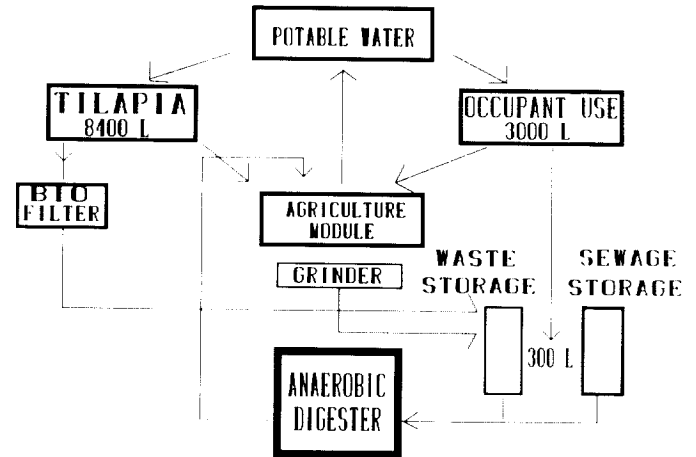 POTABLE WATER
TILAPIA
8400 L
OCCUPANT USE
3000 L
BIO
FILTER
AGRICULTURE
MODULE
GRINDER
WASTE
STORAGE
SEWAGE
STORAGE
300 L
ANAEROBIC
DIGESTER